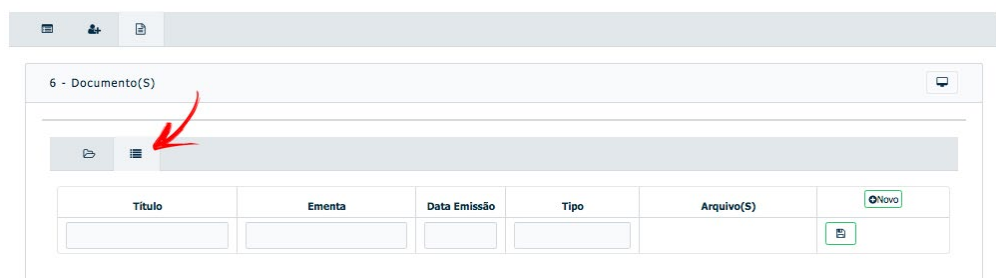 6 - Documento(S)
Título Ementa Data Emissão Tipo Arquivo(S) Novo